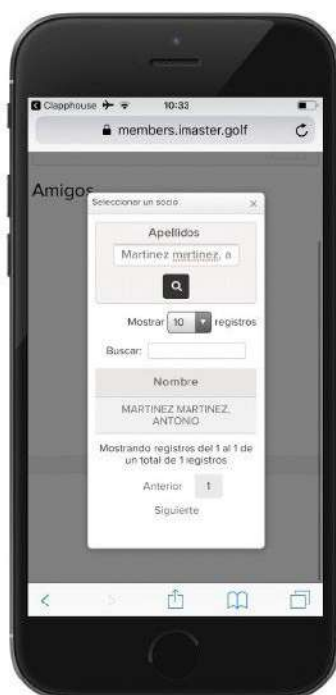 Clapphouse 10:33
members.imaster.golf
Amigos
Seleccionar un socio ×
Apellidos
Martinez martinez, a
Mostrar 10 registros
Buscar:
Nombre
MARTINEZ MARTINEZ,
ANTONIO
Mostrando registros del 1 al 1 de
un total de 1 registros
Anterior 1
Siguiente